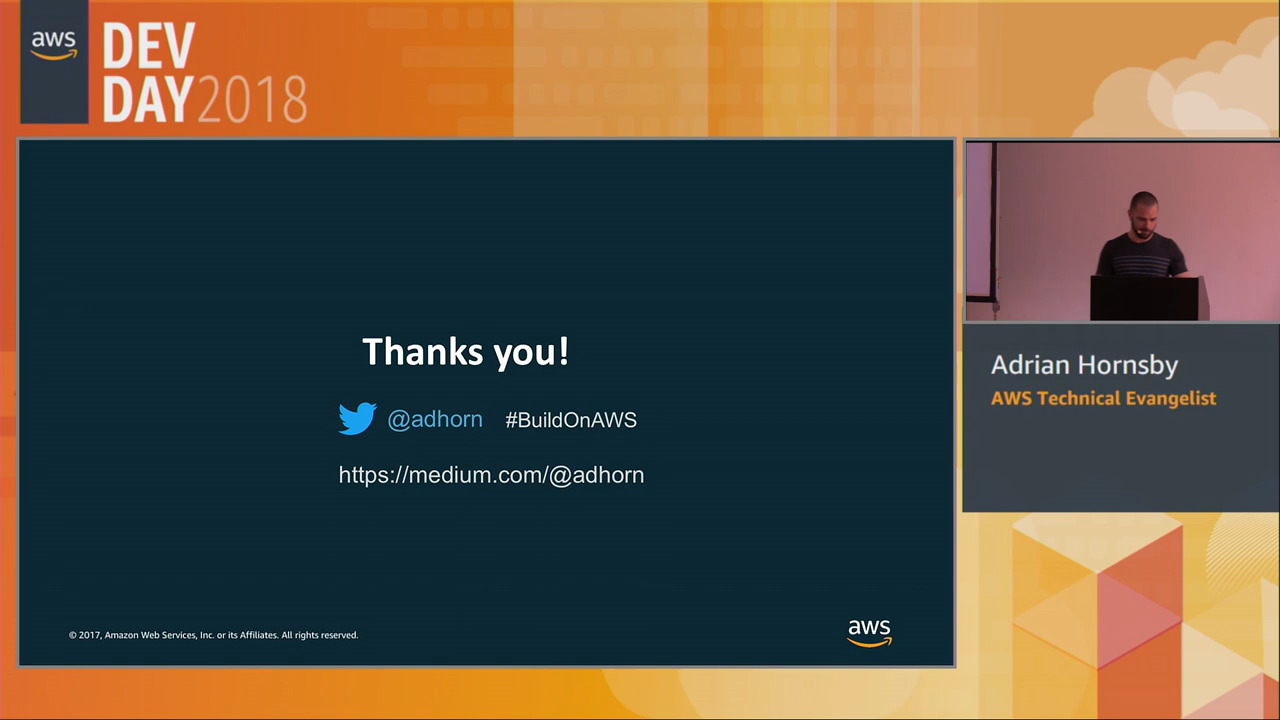 aws
DEV
DAY2018
Thanks you!
@adhorn #BuildOnAWS
https://medium.com/@adhorn
© 2017, Amazon Web Services, Inc. or its Affiliates. All rights reserved.
aws
Adrian Hornsby
AWS Technical Evangelist